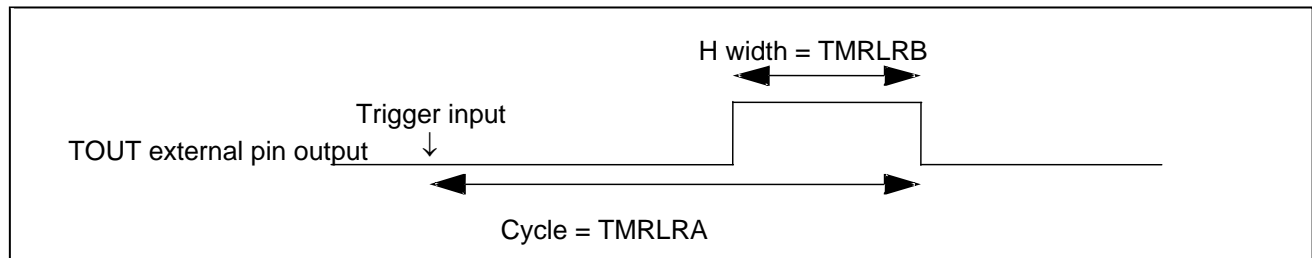 H width = TMRLRB
Trigger input
↓
TOUT external pin output
Cycle = TMRLRA